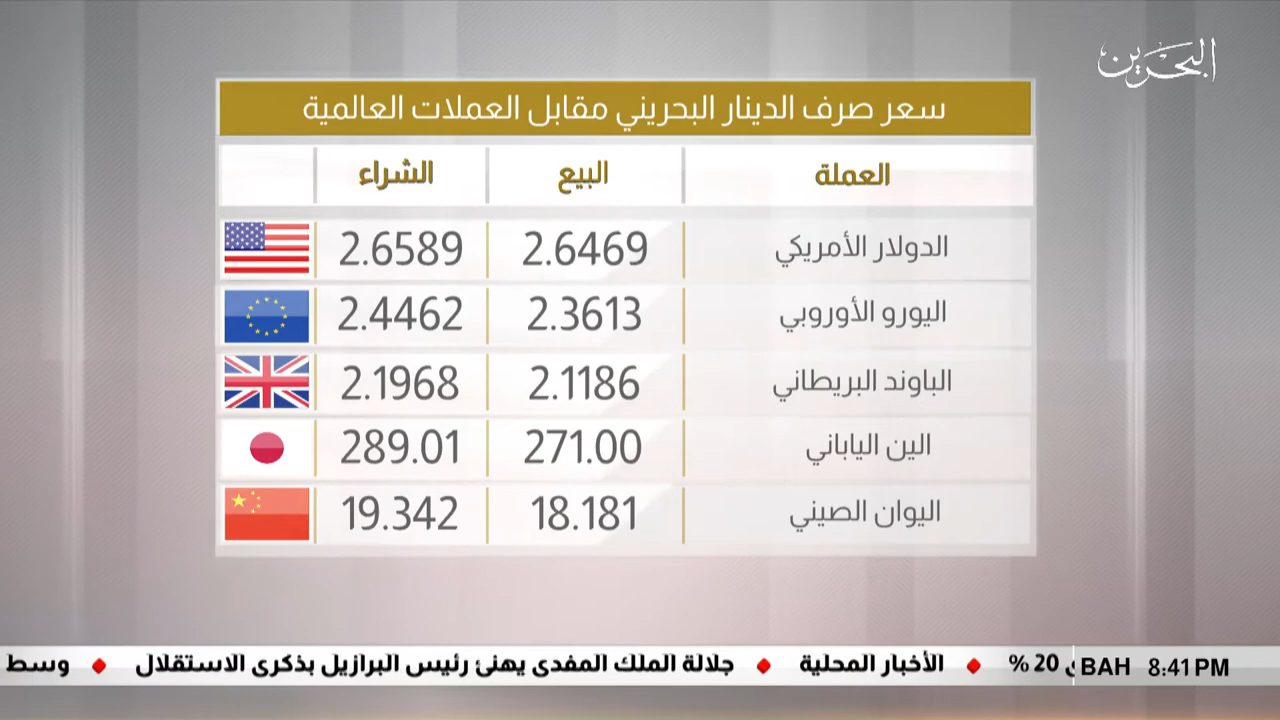 البحرين
سعر صرف الدينار البحريني مقابل العملات العالمية
العملة البيع الشراء
الدولار الأمريكي 2.6469 2.6589
اليورو الأوروبي 2.3613 2.4462
الباوند البريطاني 2.1186 2.1968
الين الياباني 271.00 289.01
اليوان الصيني 18.181 19.342
BAH 8:41 PM
20 % ♦ الأخبار المحلية ♦ جلالة الملك المفدى يهنئ رئيس البرازيل بذكرى الاستقلال ♦ وسط